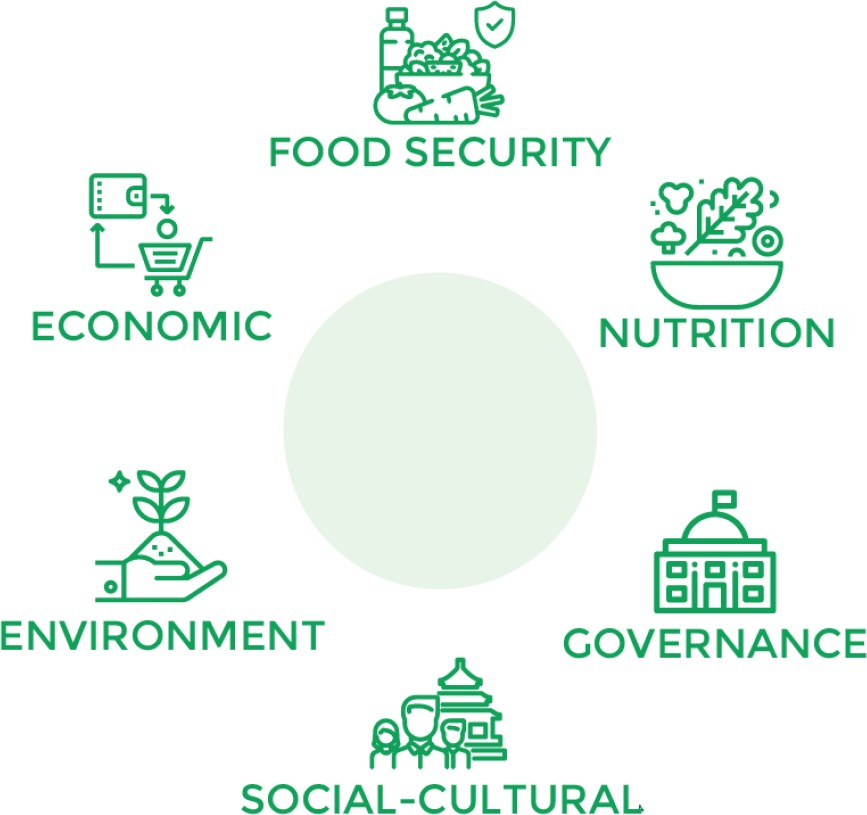 FOOD SECURITY
ECONOMIC
NUTRITION
ENVIRONMENT
GOVERNANCE
SOCIAL-CULTURAL